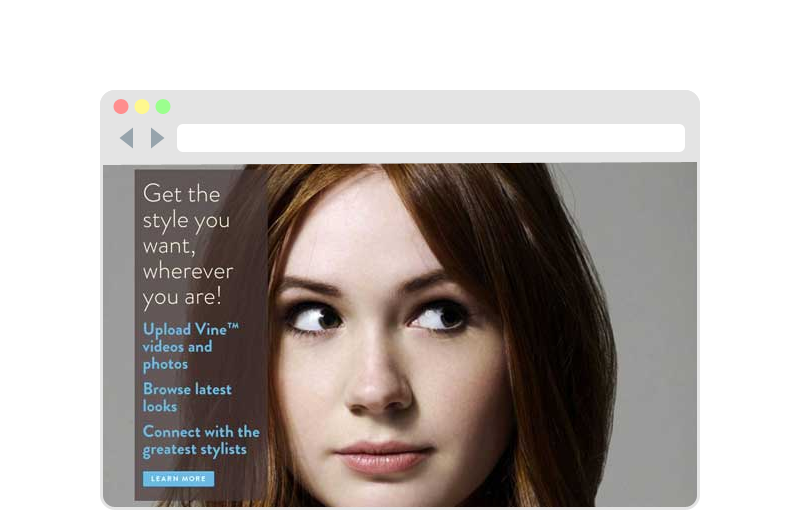 Get the
style you
want,
wherever
you are!
Upload Vine™
videos and
photos
Browse latest
looks
Connect with the
greatest stylists
LEARN MORE